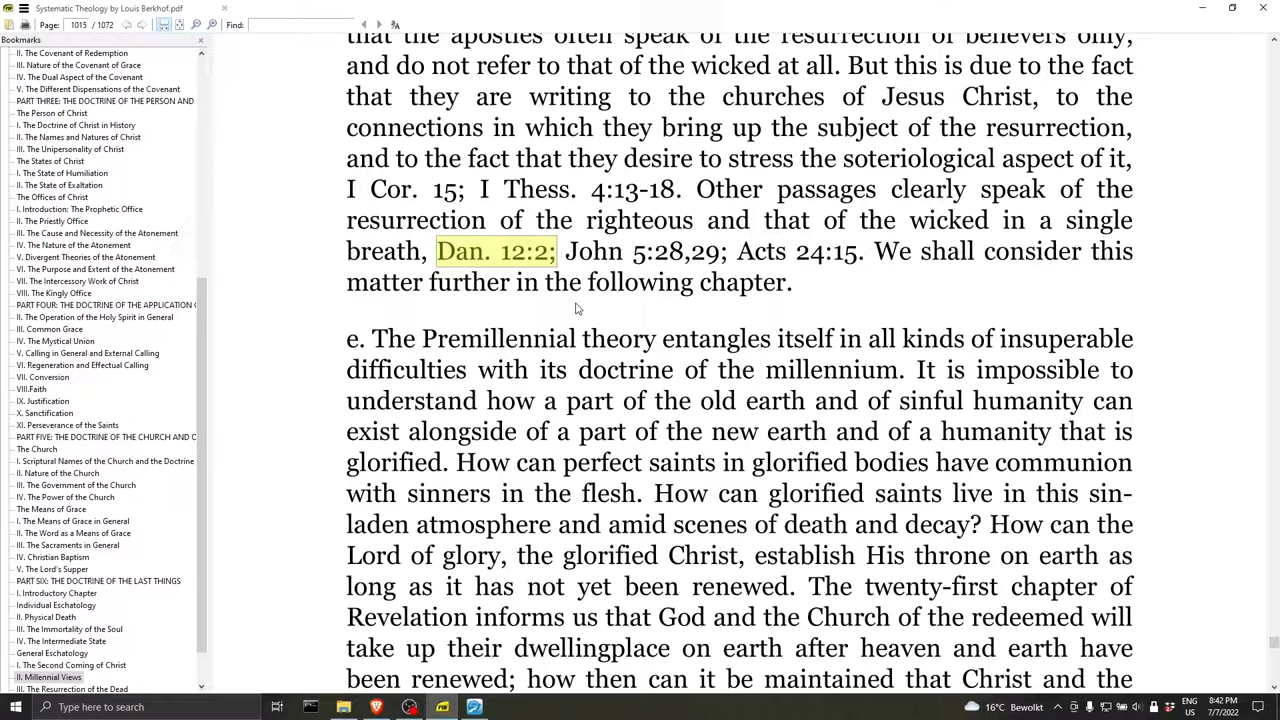 Systematic Theology by Louis Berkhof.pdf
Page: 1015 / 1072
Find:
Bookmarks
II. The Covenant of Redemption
III. Nature of the Covenant of Grace
IV. The Dual Aspect of the Covenant
V. The Different Dispensations of the Covenant
PART THREE: THE DOCTRINE OF THE PERSON AND
The Person of Christ
I. The Doctrine of Christ in History
II. The Names and Natures of Christ
III. The Unipersonality of Christ
The States of Christ
I. The State of Humiliation
II. The State of Exaltation
The Offices of Christ
I. Introduction: The Prophetic Office
II. The Priestly Office
III. The Cause and Necessity of the Atonement
IV. The Nature of the Atonement
V. Divergent Theories of the Atonement
VI. The Purpose and Extent of the Atonement
VII. The Intercessory Work of Christ
VIII. The Kingly Office
PART FOUR: THE DOCTRINE OF THE APPLICATION
II. The Operation of the Holy Spirit in General
III. Common Grace
IV. The Mystical Union
V. Calling in General and External Calling
VI. Regeneration and Effectual Calling
VII. Conversion
VIII.Faith
IX. Justification
X. Sanctification
XI. Perseverance of the Saints
PART FIVE: THE DOCTRINE OF THE CHURCH AND
The Church
I. Scriptural Names of the Church and the Doctrine
II. Nature of the Church
III. The Government of the Church
IV. The Power of the Church
The Means of Grace
I. The Means of Grace in General
II. The Word as a Means of Grace
III. The Sacraments in General
IV. Christian Baptism
V. The Lord's Supper
PART SIX: THE DOCTRINE OF THE LAST THINGS
I. Introductory Chapter
Individual Eschatology
II. Physical Death
III. The Immortality of the Soul
IV. The Intermediate State
General Eschatology
I. The Second Coming of Christ
II. Millennial Views
III. The Resurrection of the Dead
that the apostles often speak of the resurrection of believers only,
and do not refer to that of the wicked at all. But this is due to the fact
that they are writing to the churches of Jesus Christ, to the
connections in which they bring up the subject of the resurrection,
and to the fact that they desire to stress the soteriological aspect of it,
I Cor. 15; I Thess. 4:13-18. Other passages clearly speak of the
resurrection of the righteous and that of the wicked in a single
breath, Dan. 12:2; John 5:28,29; Acts 24:15. We shall consider this
matter further in the following chapter.
e. The Premillennial theory entangles itself in all kinds of insuperable
difficulties with its doctrine of the millennium. It is impossible to
understand how a part of the old earth and of sinful humanity can
exist alongside of a part of the new earth and of a humanity that is
glorified. How can perfect saints in glorified bodies have communion
with sinners in the flesh. How can glorified saints live in this sin-
laden atmosphere and amid scenes of death and decay? How can the
Lord of glory, the glorified Christ, establish His throne on earth as
long as it has not yet been renewed. The twenty-first chapter of
Revelation informs us that God and the Church of the redeemed will
take up their dwellingplace on earth after heaven and earth have
been renewed; how then can it be maintained that Christ and the
Type here to search
16°C Bewolkt
ENG
US
8:42 PM
7/7/2022